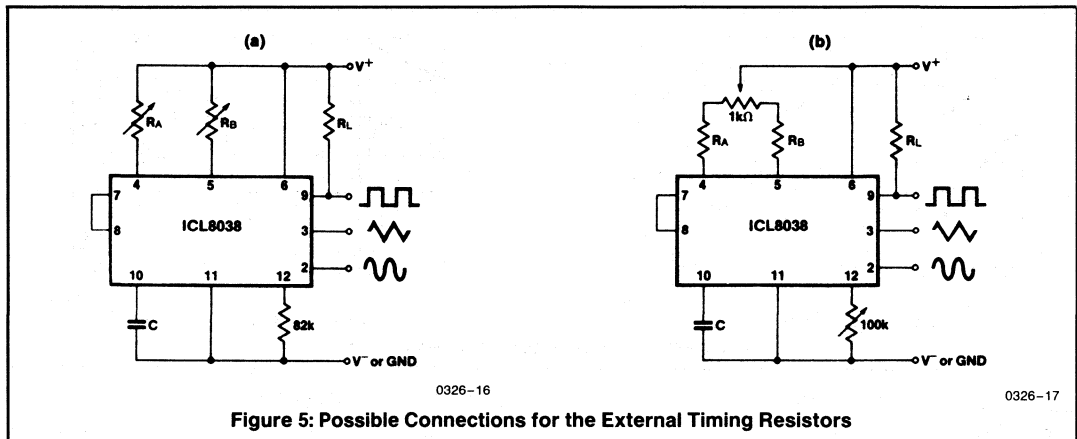 (a)
V+
RA
RB
RL
4
5
6
7
8
9
3
2
ICL8038
10
11
12
C
82k
V− or GND
0326–16
(b)
V+
1kΩ
RA
RB
RL
4
5
6
7
8
9
3
2
ICL8038
10
11
12
C
100k
V− or GND
0326–17
Figure 5: Possible Connections for the External Timing Resistors